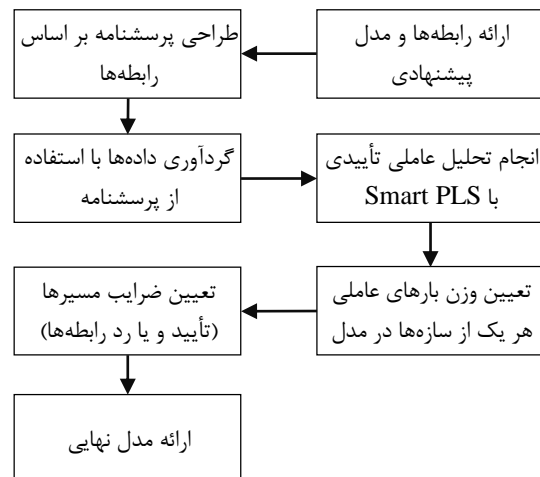 ارائه رابطه‌ها و مدل
پیشنهادی
طراحی پرسشنامه بر اساس
رابطه‌ها
گردآوری داده‌ها با استفاده
از پرسشنامه
انجام تحلیل عاملی تأییدی
با Smart PLS
تعیین وزن بارهای عاملی
هر یک از سازه‌ها در مدل
تعیین ضرایب مسیرها
(تأیید و یا رد رابطه‌ها)
ارائه مدل نهایی